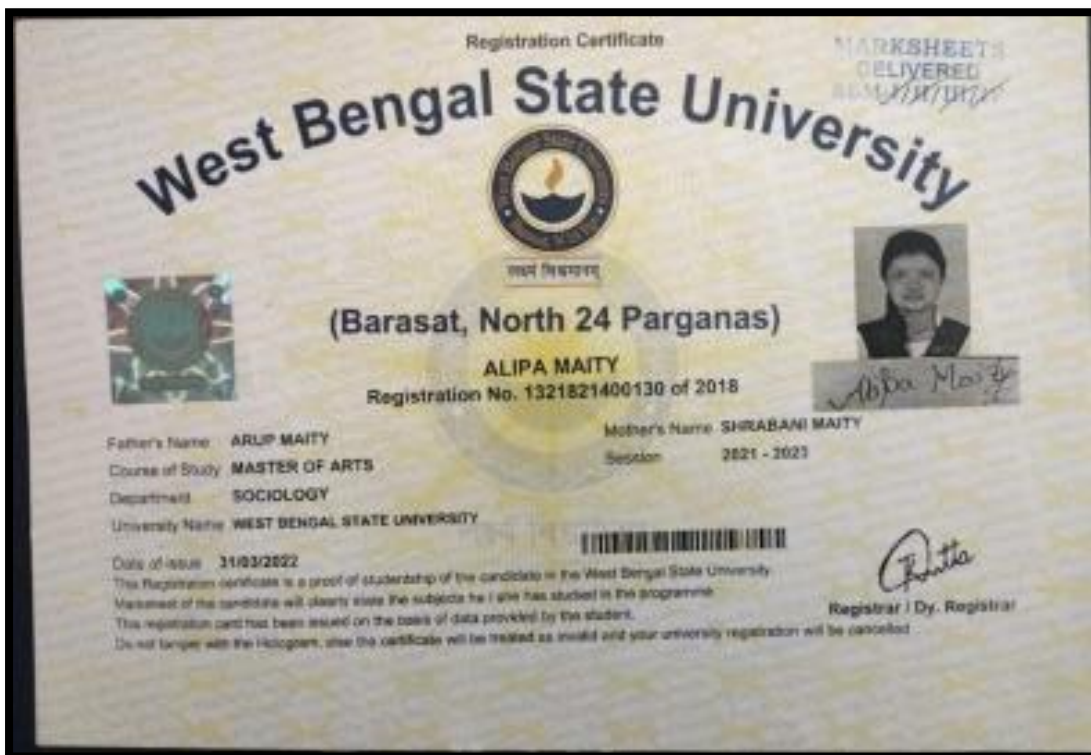 Registration Certificate
MARKSHEETS
DELIVERED
West Bengal State University
(Barasat, North 24 Parganas)
ALIPA MAITY
Registration No. 1321821400130 of 2018
Alipa Maity
Father's Name ARUP MAITY
Mother's Name SHRABANI MAITY
Course of Study MASTER OF ARTS
Session 2021 - 2023
Department SOCIOLOGY
University Name WEST BENGAL STATE UNIVERSITY
Date of issue 31/03/2022
This Registration certificate is a proof of studentship of the candidate in the West Bengal State University.
Marksheet of the candidate will clearly state the subjects he / she has studied in the programme
This registration card has been issued on the basis of data provided by the student.
Do not tamper with the Hologram, else the certificate will be treated as invalid and your university registration will be cancelled
Registrar / Dy. Registrar